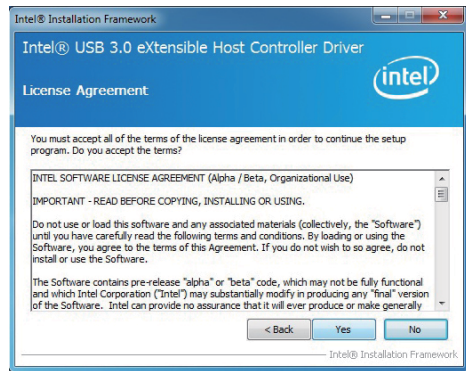 Intel® Installation Framework
Intel® USB 3.0 eXtensible Host Controller Driver
License Agreement
intel
You must accept all of the terms of the license agreement in order to continue the setup
program. Do you accept the terms?
INTEL SOFTWARE LICENSE AGREEMENT (Alpha / Beta, Organizational Use)
IMPORTANT - READ BEFORE COPYING, INSTALLING OR USING.
Do not use or load this software and any associated materials (collectively, the "Software")
until you have carefully read the following terms and conditions. By loading or using the
Software, you agree to the terms of this Agreement. If you do not wish to so agree, do not
install or use the Software.
The Software contains pre-release "alpha" or "beta" code, which may not be fully functional
and which Intel Corporation ("Intel") may substantially modify in producing any "final" version
of the Software. Intel can provide no assurance that it will ever produce or make generally
< Back Yes No
Intel® Installation Framework